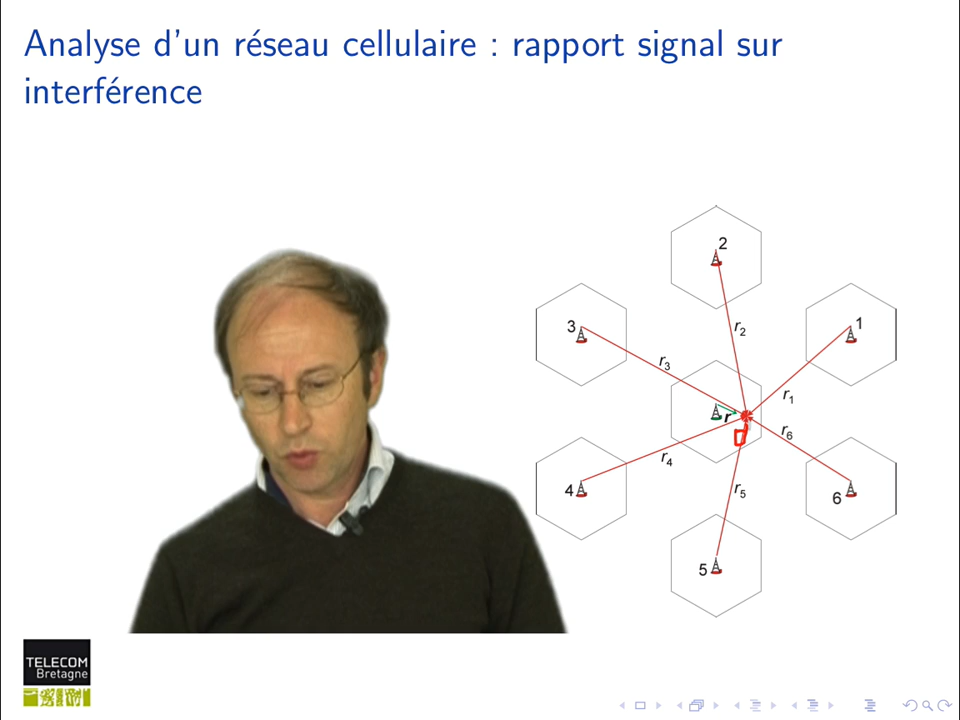 Analyse d'un réseau cellulaire : rapport signal sur
interférence
2
3
1
r2
r3
r1
r
r6
r4
4
r5
6
5
TELECOM
Bretagne